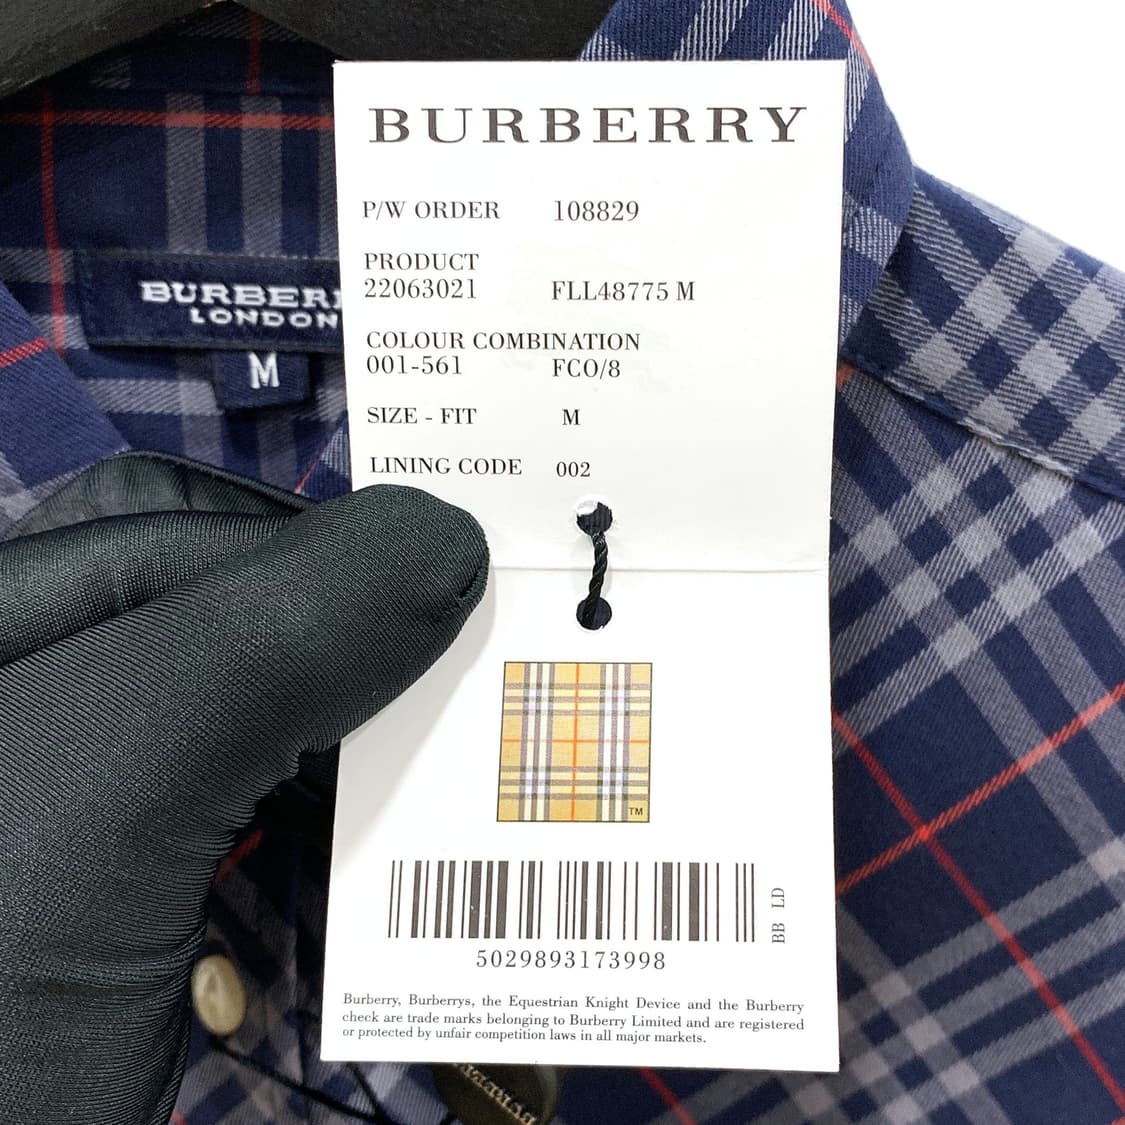 BURBERRY
P/W ORDER 108829
PRODUCT
22063021 FLL48775 M
COLOUR COMBINATION
001-561 FCO/8
SIZE - FIT M
LINING CODE 002
BURBER
LONDON
M
TM
BB LD
5029893173998
Burberry, Burberrys, the Equestrian Knight Device and the Burberry
check are trade marks belonging to Burberry Limited and are registered
or protected by unfair competition laws in all major markets.